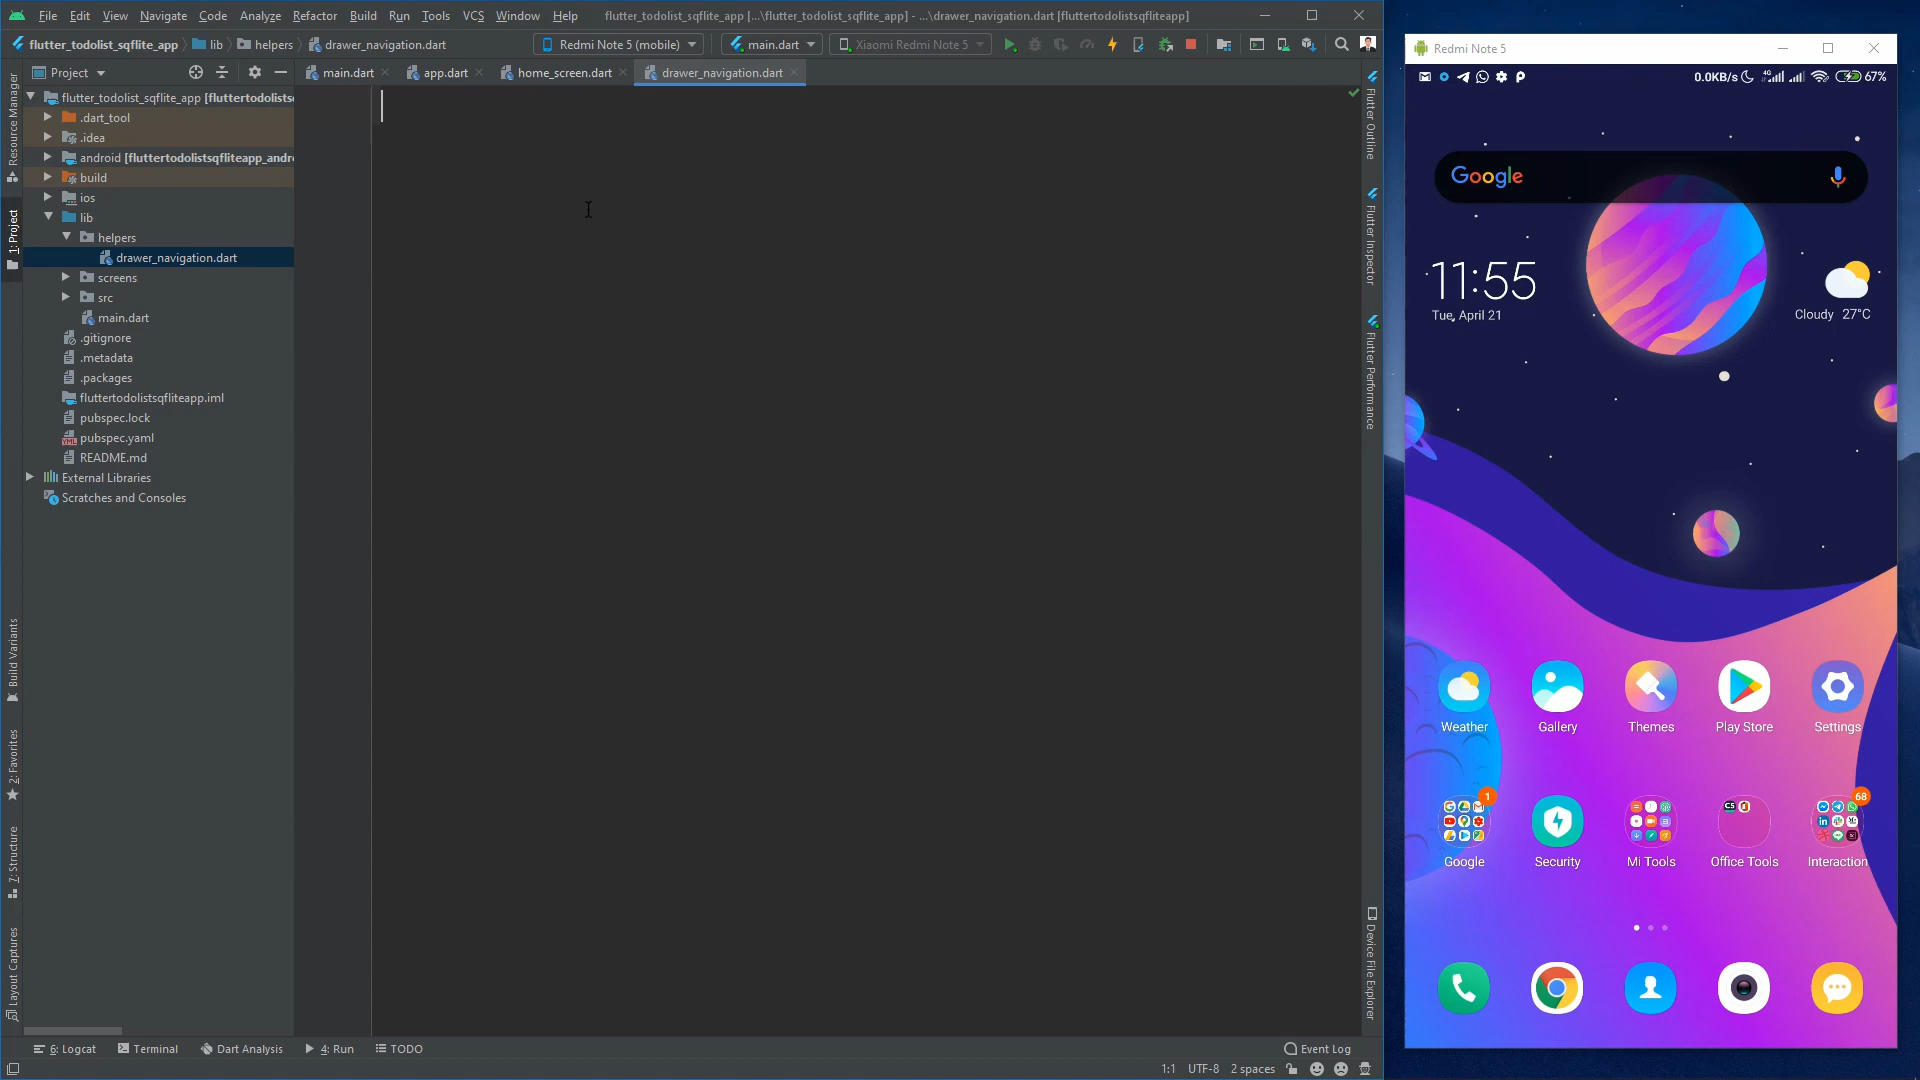 File Edit View Navigate Code Analyze Refactor Build Run Tools VCS Window Help flutter_todolist_sqflite_app [...\flutter_todolist_sqflite_app] - ...\drawer_navigation.dart [fluttertodolistsqfliteapp]
flutter_todolist_sqflite_app lib helpers drawer_navigation.dart Redmi Note 5 (mobile) main.dart Xiaomi Redmi Note 5
Project main.dart app.dart home_screen.dart drawer_navigation.dart
flutter_todolist_sqflite_app [fluttertodolists
.dart_tool
.idea
android [fluttertodolistsqfliteapp_andro
build
ios
lib
helpers
drawer_navigation.dart
screens
src
main.dart
.gitignore
.metadata
.packages
fluttertodolistsqfliteapp.iml
pubspec.lock
pubspec.yaml
README.md
External Libraries
Scratches and Consoles
Resource Manager
1: Project
Build Variants
2: Favorites
7: Structure
Layout Captures
Flutter Outline
Flutter Inspector
Flutter Performance
Device File Explorer
6: Logcat Terminal Dart Analysis 4: Run TODO Event Log
1:1 UTF-8 2 spaces
Redmi Note 5
0.0KB/s 4G 67%
Google
11:55
Tue, April 21
Cloudy 27°C
Weather Gallery Themes Play Store Settings
1 68
Google Security Mi Tools Office Tools Interaction